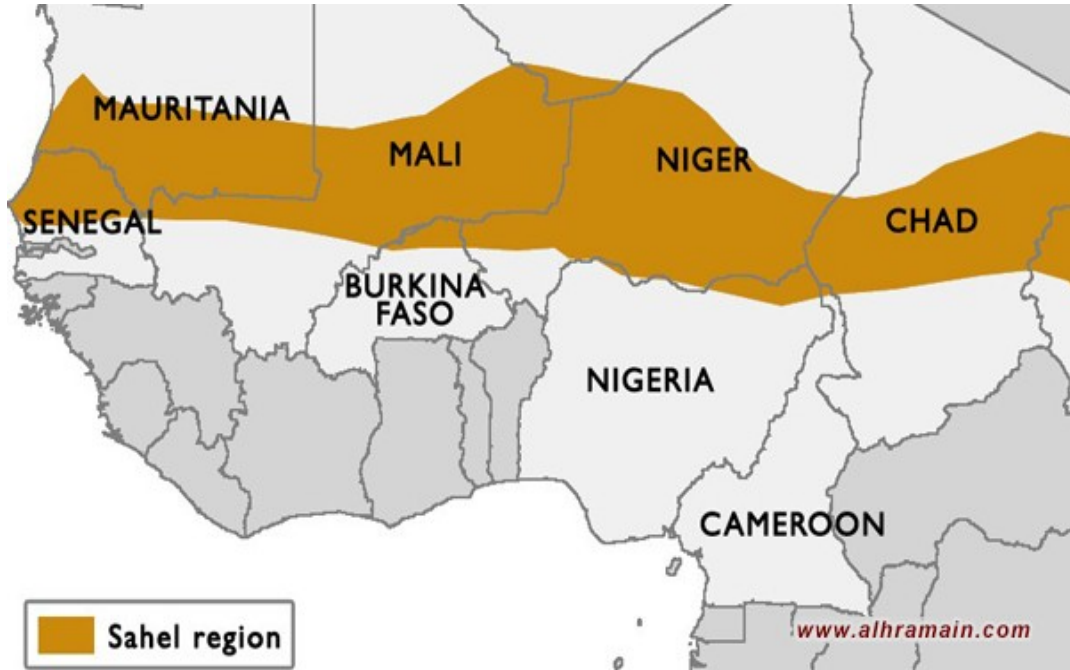 MAURITANIA
MALI
NIGER
SENEGAL
CHAD
BURKINA
FASO
NIGERIA
CAMEROON
Sahel region
www.alhramain.com